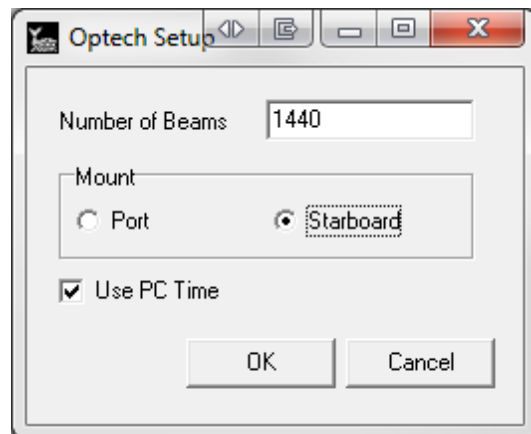 Optech Setup
Number of Beams 1440
Mount
Port Starboard
Use PC Time
OK Cancel